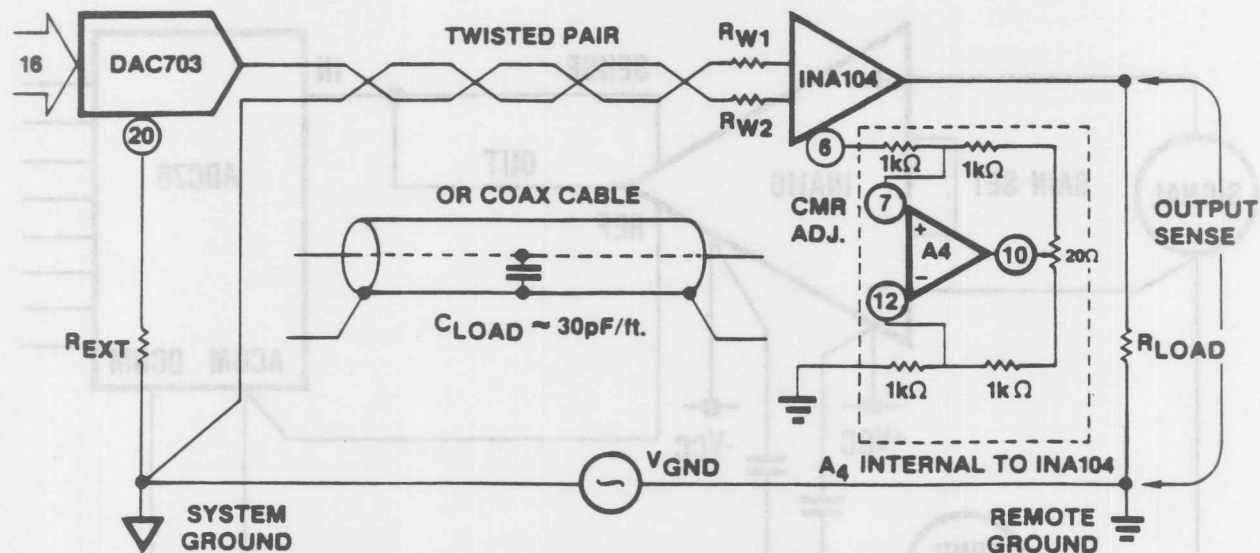 16
DAC703
20
TWISTED PAIR
RW1
RW2
INA104
6
1kΩ
1kΩ
7
CMR
ADJ.
+
A4
−
10
20Ω
12
1kΩ
1kΩ
OUTPUT
SENSE
OR COAX CABLE
CLOAD ≈ 30pF/ft.
REXT
RLOAD
VGND
A4 INTERNAL TO INA104
SYSTEM
GROUND
REMOTE
GROUND